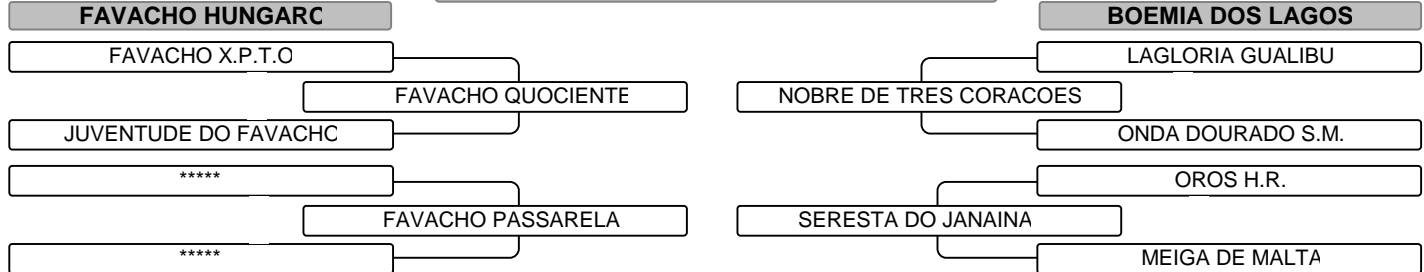 FAVACHO HUNGARO
BOEMIA DOS LAGOS
FAVACHO X.P.T.O
LAGLORIA GUALIBU
FAVACHO QUOCIENTE
NOBRE DE TRES CORACOES
JUVENTUDE DO FAVACHO
ONDA DOURADO S.M.
*****
OROS H.R.
FAVACHO PASSARELA
SERESTA DO JANAINA
*****
MEIGA DE MALTA